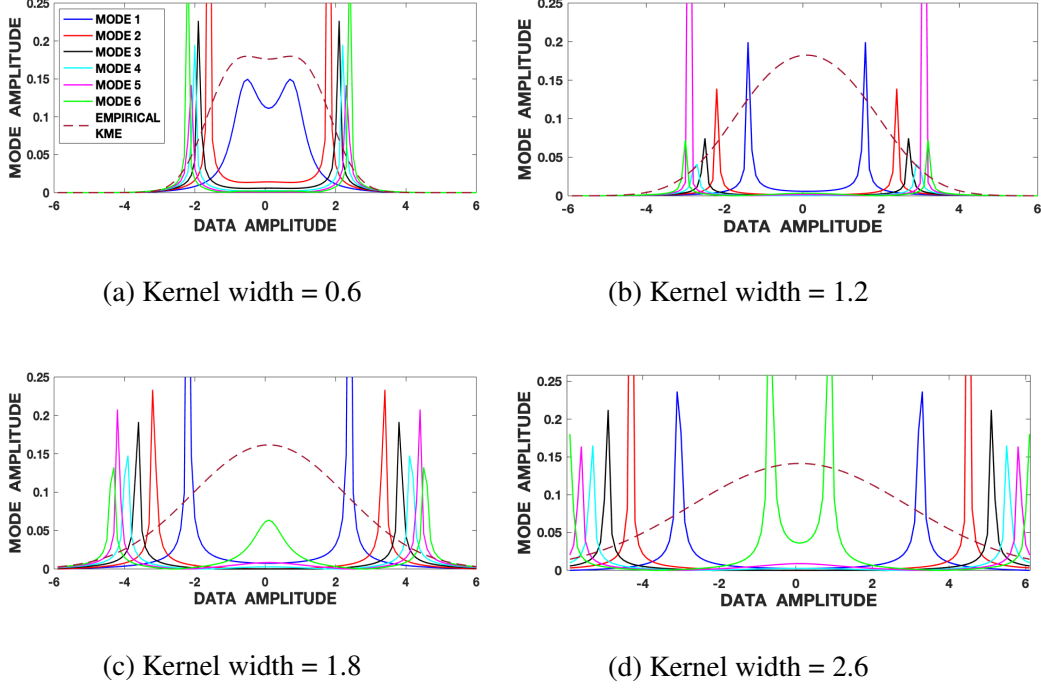 MODE AMPLITUDE
0.25
0.2
0.15
0.1
0.05
0
MODE 1
MODE 2
MODE 3
MODE 4
MODE 5
MODE 6
EMPIRICAL
KME
-6 -4 -2 0 2 4 6
DATA AMPLITUDE
(a) Kernel width = 0.6
MODE AMPLITUDE
0.25
0.2
0.15
0.1
0.05
0
-6 -4 -2 0 2 4 6
DATA AMPLITUDE
(b) Kernel width = 1.2
MODE AMPLITUDE
0.25
0.2
0.15
0.1
0.05
0
-6 -4 -2 0 2 4 6
DATA AMPLITUDE
(c) Kernel width = 1.8
MODE AMPLITUDE
0.25
0.2
0.15
0.1
0.05
0
-4 -2 0 2 4 6
DATA AMPLITUDE
(d) Kernel width = 2.6